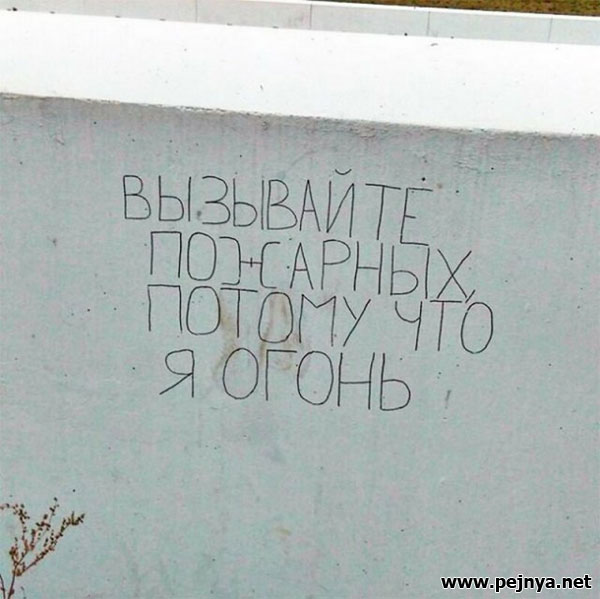 ВЫЗЫВАЙТЕ
ПОЖАРНЫХ,
ПОТОМУ ЧТО
Я ОГОНЬ
www.pejnya.net